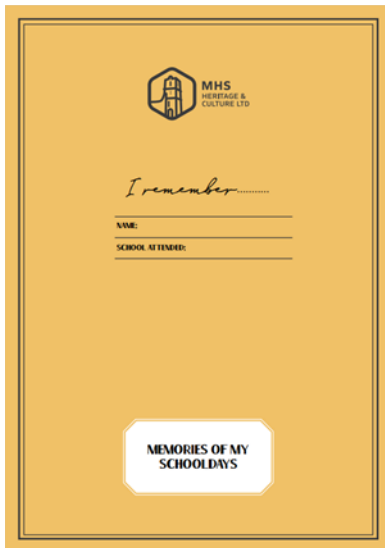 MHS
HERITAGE &
CULTURE LTD
I remember...........
NAME:
SCHOOL ATTENDED:
MEMORIES OF MY
SCHOOLDAYS